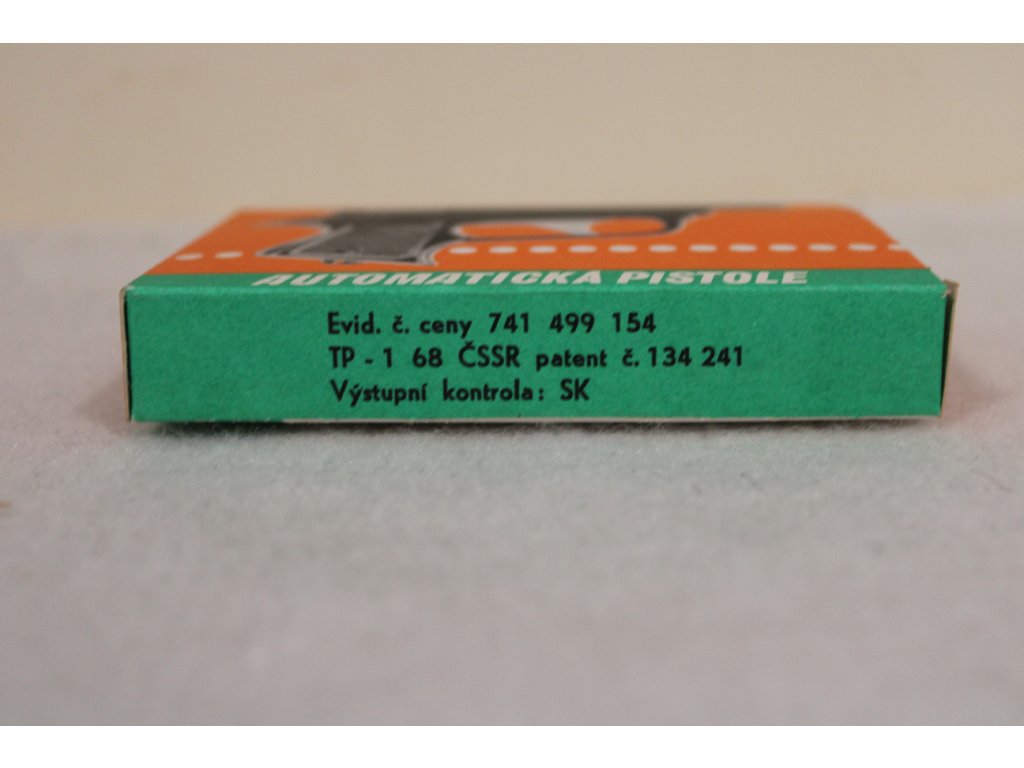 AUTOMATICKÁ PISTOLE
Evid. č. ceny 741 499 154
TP - 1 68 ČSSR patent č. 134 241
Výstupní kontrola: SK